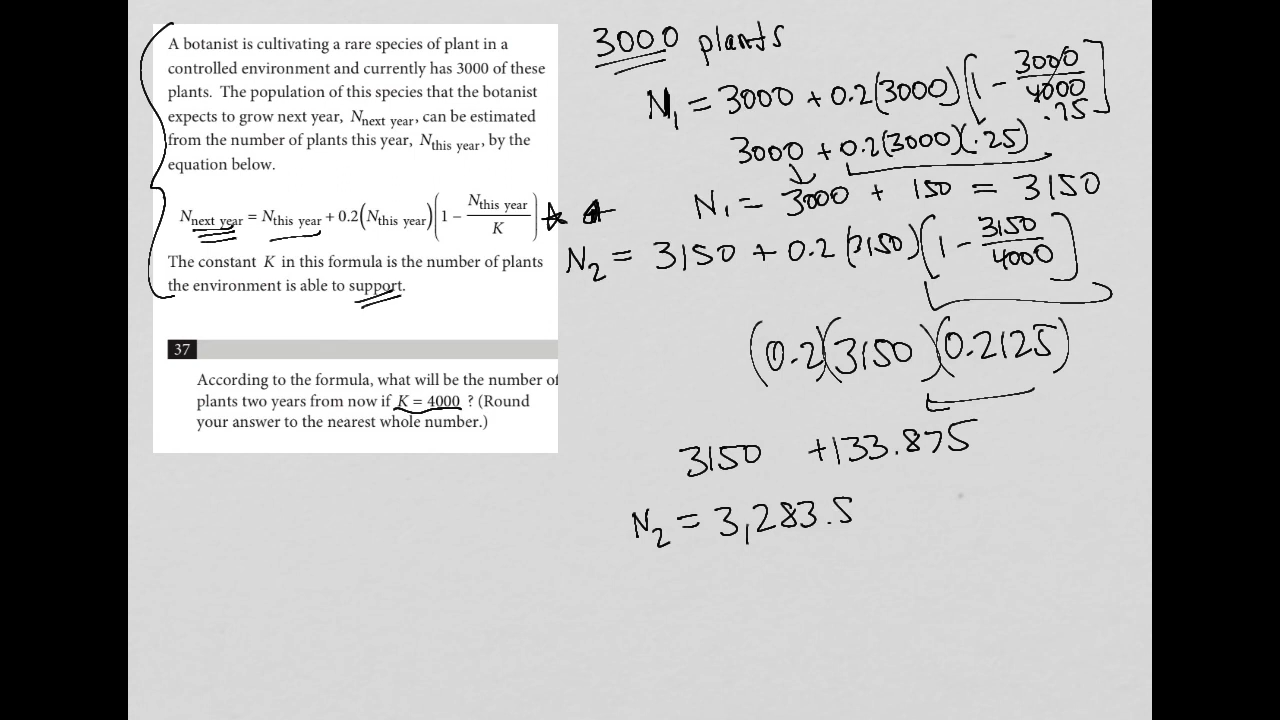 A botanist is cultivating a rare species of plant in a
controlled environment and currently has 3000 of these
plants. The population of this species that the botanist
expects to grow next year, Nnext year, can be estimated
from the number of plants this year, Nthis year, by the
equation below.
Nnext year = Nthis year + 0.2(Nthis year)(1 − Nthis year/K)
The constant K in this formula is the number of plants
the environment is able to support.
37
According to the formula, what will be the number of
plants two years from now if K = 4000 ? (Round
your answer to the nearest whole number.)
3000 plants
N1 = 3000 + 0.2(3000)(1 − 3000/4000)
.75
3000 + 0.2(3000)(.25)
N1 = 3000 + 150 = 3150
N2 = 3150 + 0.2(3150)(1 − 3150/4000)
(0.2)(3150)(0.2125)
3150 +133.875
N2 = 3,283.5